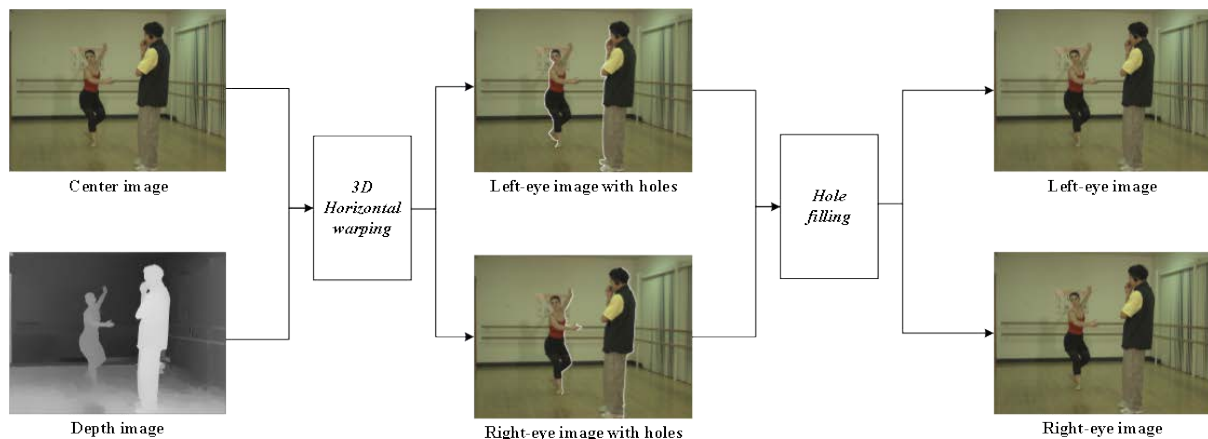 Center image
Depth image
3D
Horizontal
warping
Left-eye image with holes
Right-eye image with holes
Hole
filling
Left-eye image
Right-eye image